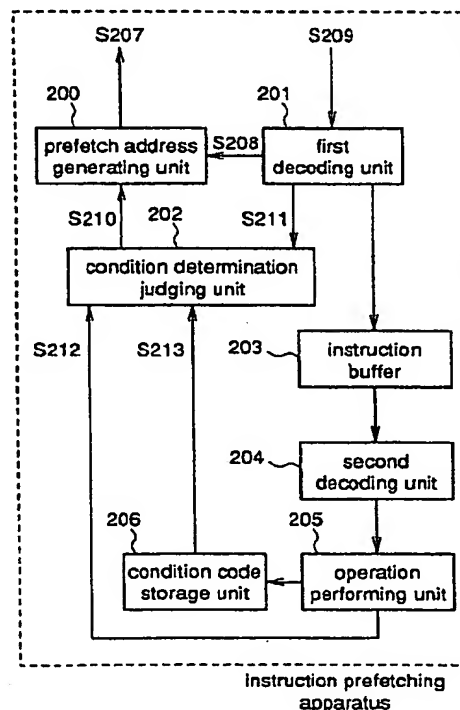 S207
S209
200
201
prefetch address
generating unit
S208
first
decoding unit
S210
202
S211
condition determination
judging unit
S212
S213
203
instruction
buffer
204
second
decoding unit
206
205
condition code
storage unit
operation
performing unit
instruction prefetching
apparatus